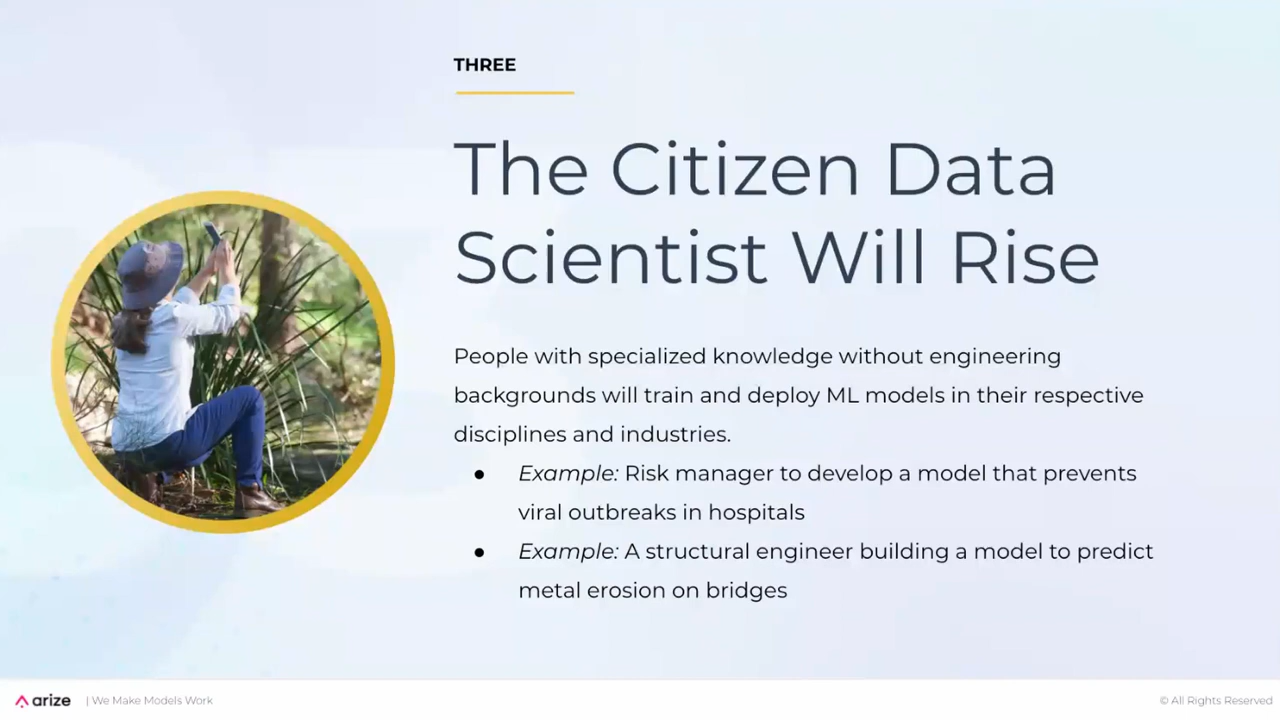 THREE
The Citizen Data
Scientist Will Rise
People with specialized knowledge without engineering
backgrounds will train and deploy ML models in their respective
disciplines and industries.
● Example: Risk manager to develop a model that prevents
viral outbreaks in hospitals
● Example: A structural engineer building a model to predict
metal erosion on bridges
arize | We Make Models Work
© All Rights Reserved